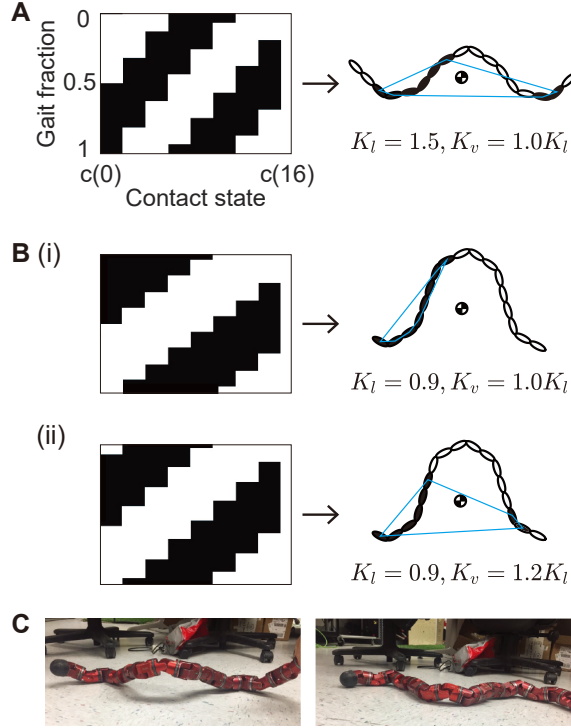 A
Gait fraction
0
0.5
1
c(0)
c(16)
Contact state
K_l = 1.5, K_v = 1.0K_l
B (i)
K_l = 0.9, K_v = 1.0K_l
(ii)
K_l = 0.9, K_v = 1.2K_l
C